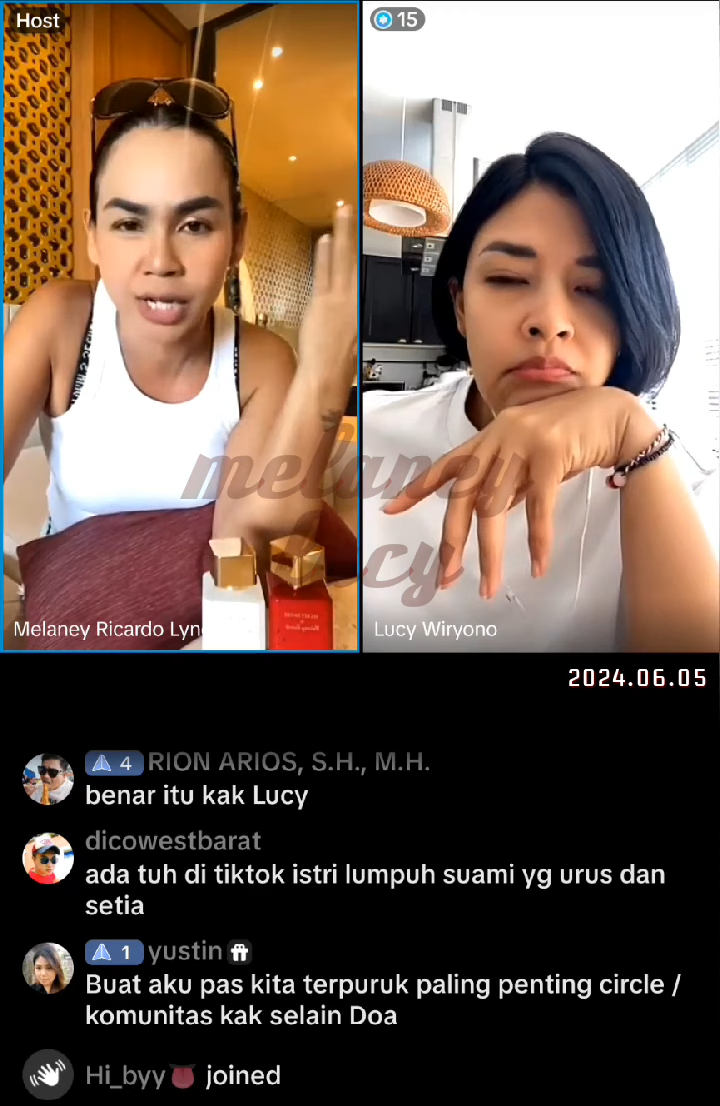 Host
15
melaney
lucy
Melaney Ricardo Lyn
Lucy Wiryono
2024.06.05
4 RION ARIOS, S.H., M.H.
benar itu kak Lucy
dicowestbarat
ada tuh di tiktok istri lumpuh suami yg urus dan
setia
1 yustin
Buat aku pas kita terpuruk paling penting circle /
komunitas kak selain Doa
Hi_byy👅 joined